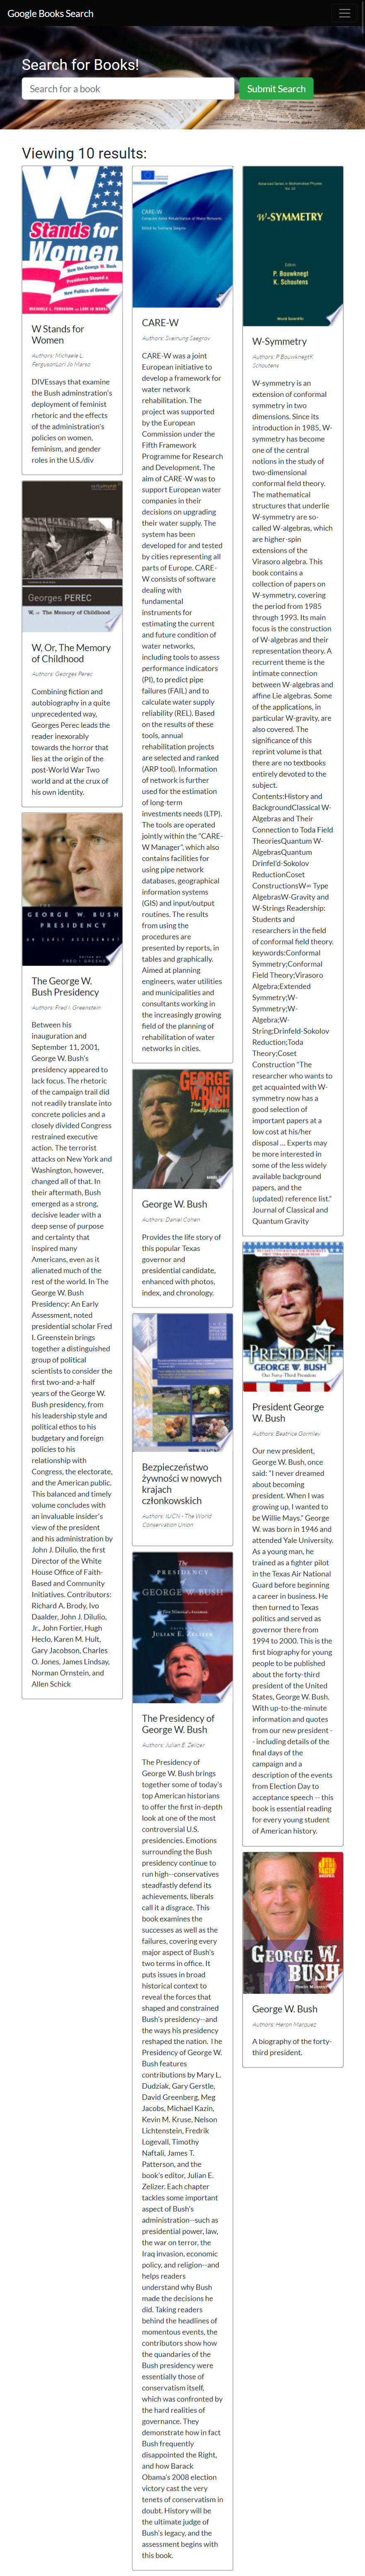 Google Books Search
Search for Books!
Search for a book
Submit Search
Viewing 10 results:
W
Stands for
Women
How the George W. Bush
Presidency Shaped a
New Politics of Gender
W Stands for
Women
Authors: Michaele L.
FergusonLori Jo Marso
DIVEssays that examine
the Bush adminstration's
deployment of feminist
rhetoric and the effects
of the administration's
policies on women,
feminism, and gender
roles in the U.S./div
Georges PEREC
W, or The Memory of Childhood
W, Or, The Memory
of Childhood
Authors: Georges Perec
Combining fiction and
autobiography in a quite
unprecedented way,
Georges Perec leads the
reader inexorably
towards the horror that
lies at the origin of the
post-World War Two
world and at the crux of
his own identity.
THE
GEORGE W. BUSH
PRESIDENCY
AN EARLY ASSESSMENT
The George W.
Bush Presidency
Authors: Fred I. Greenstein
Between his
inauguration and
September 11, 2001,
George W. Bush's
presidency appeared to
lack focus. The rhetoric
of the campaign trail did
not readily translate into
concrete policies and a
closely divided Congress
restrained executive
action. The terrorist
attacks on New York and
Washington, however,
changed all of that. In
their aftermath, Bush
emerged as a strong,
decisive leader with a
deep sense of purpose
and certainty that
inspired many
Americans, even as it
alienated much of the
rest of the world. In The
George W. Bush
Presidency: An Early
Assessment, noted
presidential scholar Fred
I. Greenstein brings
together a distinguished
group of political
scientists to consider the
first two-and-a-half
years of the George W.
Bush presidency, from
his leadership style and
political ethos to his
budgetary and foreign
policies to his
relationship with
Congress, the electorate,
and the American public.
This balanced and timely
volume concludes with
an invaluable insider's
view of the president
and his administration by
John J. DiIulio, the first
Director of the White
House Office of Faith-
Based and Community
Initiatives. Contributors:
Richard A. Brody, Ivo
Daalder, John J. DiIulio,
Jr., John Fortier, Hugh
Heclo, Karen M. Hult,
Gary Jacobson, Charles
O. Jones, James Lindsay,
Norman Ornstein, and
Allen Schick
CARE-W
CARE-W
Authors: Sveinung Saegrov
CARE-W was a joint
European initiative to
develop a framework for
water network
rehabilitation. The
project was supported
by the European
Commission under the
Fifth Framework
Programme for Research
and Development. The
aim of CARE-W was to
support European water
companies in their
decisions on upgrading
their water supply. The
system has been
developed for and tested
by cities representing all
parts of Europe. CARE-
W consists of software
dealing with
fundamental
instruments for
estimating the current
and future condition of
water networks,
including tools to assess
performance indicators
(PI), to predict pipe
failures (FAIL) and to
calculate water supply
reliability (REL). Based
on the results of these
tools, annual
rehabilitation projects
are selected and ranked
(ARP tool). Information
of network is further
used for the estimation
of long-term
investments needs (LTP).
The tools are operated
jointly within the "CARE-
W Manager", which also
contains facilities for
using pipe network
databases, geographical
information systems
(GIS) and input/output
routines. The results
from using the
procedures are
presented by reports, in
tables and graphically.
Aimed at planning
engineers, water utilities
and municipalities and
consultants working in
the increasingly growing
field of the planning of
rehabilitation of water
networks in cities.
GEORGE
W. BUSH
The
Family Business
George W. Bush
Authors: Daniel Cohen
Provides the life story of
this popular Texas
governor and
presidential candidate,
enhanced with photos,
index, and chronology.
Bezpieczeństwo
żywności w nowych
krajach
członkowskich
Authors: IUCN - The World
Conservation Union
The
PRESIDENCY
of
GEORGE W. BUSH
JULIAN E. ZELIZER
The Presidency of
George W. Bush
Authors: Julian E. Zelizer
The Presidency of
George W. Bush brings
together some of today's
top American historians
to offer the first in-depth
look at one of the most
controversial U.S.
presidencies. Emotions
surrounding the Bush
presidency continue to
run high--conservatives
steadfastly defend its
achievements, liberals
call it a disgrace. This
book examines the
successes as well as the
failures, covering every
major aspect of Bush's
two terms in office. It
puts issues in broad
historical context to
reveal the forces that
shaped and constrained
Bush's presidency--and
the ways his presidency
reshaped the nation. The
Presidency of George W.
Bush features
contributions by Mary L.
Dudziak, Gary Gerstle,
David Greenberg, Meg
Jacobs, Michael Kazin,
Kevin M. Kruse, Nelson
Lichtenstein, Fredrik
Logevall, Timothy
Naftali, James T.
Patterson, and the
book's editor, Julian E.
Zelizer. Each chapter
tackles some important
aspect of Bush's
administration--such as
presidential power, law,
the war on terror, the
Iraq invasion, economic
policy, and religion--and
helps readers
understand why Bush
made the decisions he
did. Taking readers
behind the headlines of
momentous events, the
contributors show how
the quandaries of the
Bush presidency were
essentially those of
conservatism itself,
which was confronted by
the hard realities of
governance. They
demonstrate how in fact
Bush frequently
disappointed the Right,
and how Barack
Obama's 2008 election
victory cast the very
tenets of conservatism in
doubt. History will be
the ultimate judge of
Bush's legacy, and the
assessment begins with
this book.
W-SYMMETRY
Editors
P. Bouwknegt
K. Schoutens
World Scientific
W-Symmetry
Authors: P. BouwknegtK.
Schoutens
W-symmetry is an
extension of conformal
symmetry in two
dimensions. Since its
introduction in 1985, W-
symmetry has become
one of the central
notions in the study of
two-dimensional
conformal field theory.
The mathematical
structures that underlie
W-symmetry are so-
called W-algebras, which
are higher-spin
extensions of the
Virasoro algebra. This
book contains a
collection of papers on
W-symmetry, covering
the period from 1985
through 1993. Its main
focus is the construction
of W-algebras and their
representation theory. A
recurrent theme is the
intimate connection
between W-algebras and
affine Lie algebras. Some
of the applications, in
particular W-gravity, are
also covered. The
significance of this
reprint volume is that
there are no textbooks
entirely devoted to the
subject.
Contents:History and
BackgroundClassical W-
Algebras and Their
Connection to Toda Field
TheoriesQuantum W-
AlgebrasQuantum
Drinfel'd-Sokolov
ReductionCoset
ConstructionsW∞ Type
AlgebrasW-Gravity and
W-Strings Readership:
Students and
researchers in the field
of conformal field theory.
keywords:Conformal
Symmetry;Conformal
Field Theory;Virasoro
Algebra;Extended
Symmetry;W-
Symmetry;W-
Algebra;W-
String;Drinfeld-Sokolov
Reduction;Toda
Theory;Coset
Construction "The
researcher who wants to
get acquainted with W-
symmetry now has a
good selection of
important papers at a
low cost at his/her
disposal … Experts may
be more interested in
some of the less widely
available background
papers, and the
(updated) reference list."
Journal of Classical and
Quantum Gravity
PRESIDENT
GEORGE W. BUSH
Our Forty-Third President
President George
W. Bush
Authors: Beatrice Gormley
Our new president,
George W. Bush, once
said: "I never dreamed
about becoming
president. When I was
growing up, I wanted to
be Willie Mays." George
W. was born in 1946 and
attended Yale University.
As a young man, he
trained as a fighter pilot
in the Texas Air National
Guard before beginning
a career in business. He
then turned to Texas
politics and served as
governor there from
1994 to 2000. This is the
first biography for young
people to be published
about the forty-third
president of the United
States, George W. Bush.
With up-to-the-minute
information and quotes
from our new president -
- including details of the
final days of the
campaign and a
description of the events
from Election Day to
acceptance speech -- this
book is essential reading
for every young student
of American history.
GEORGE W.
BUSH
George W. Bush
Authors: Heron Marquez
A biography of the forty-
third president.